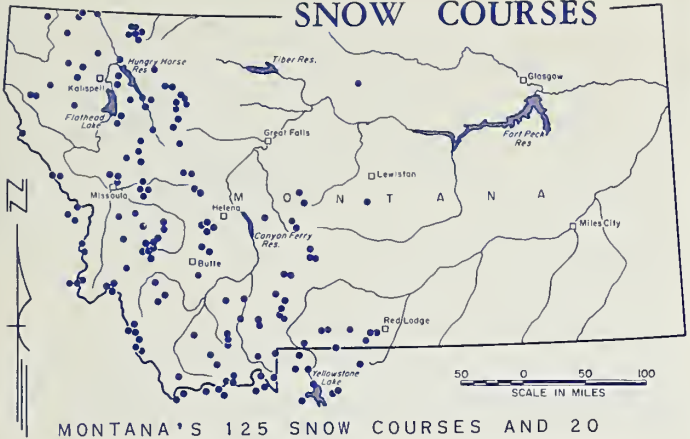 SNOW COURSES
Hungry Horse
Res.
Tiber Res.
Glasgow
Kalispell
Flathead
Lake
Fort Peck
Res
Great Falls
Lewiston
Missoula
MONTANA
Helena
Canyon Ferry
Res.
Miles City
Butte
Red Lodge
Yellowstone
Lake
N
50 0 50 100
SCALE IN MILES
MONTANA'S 125 SNOW COURSES AND 20